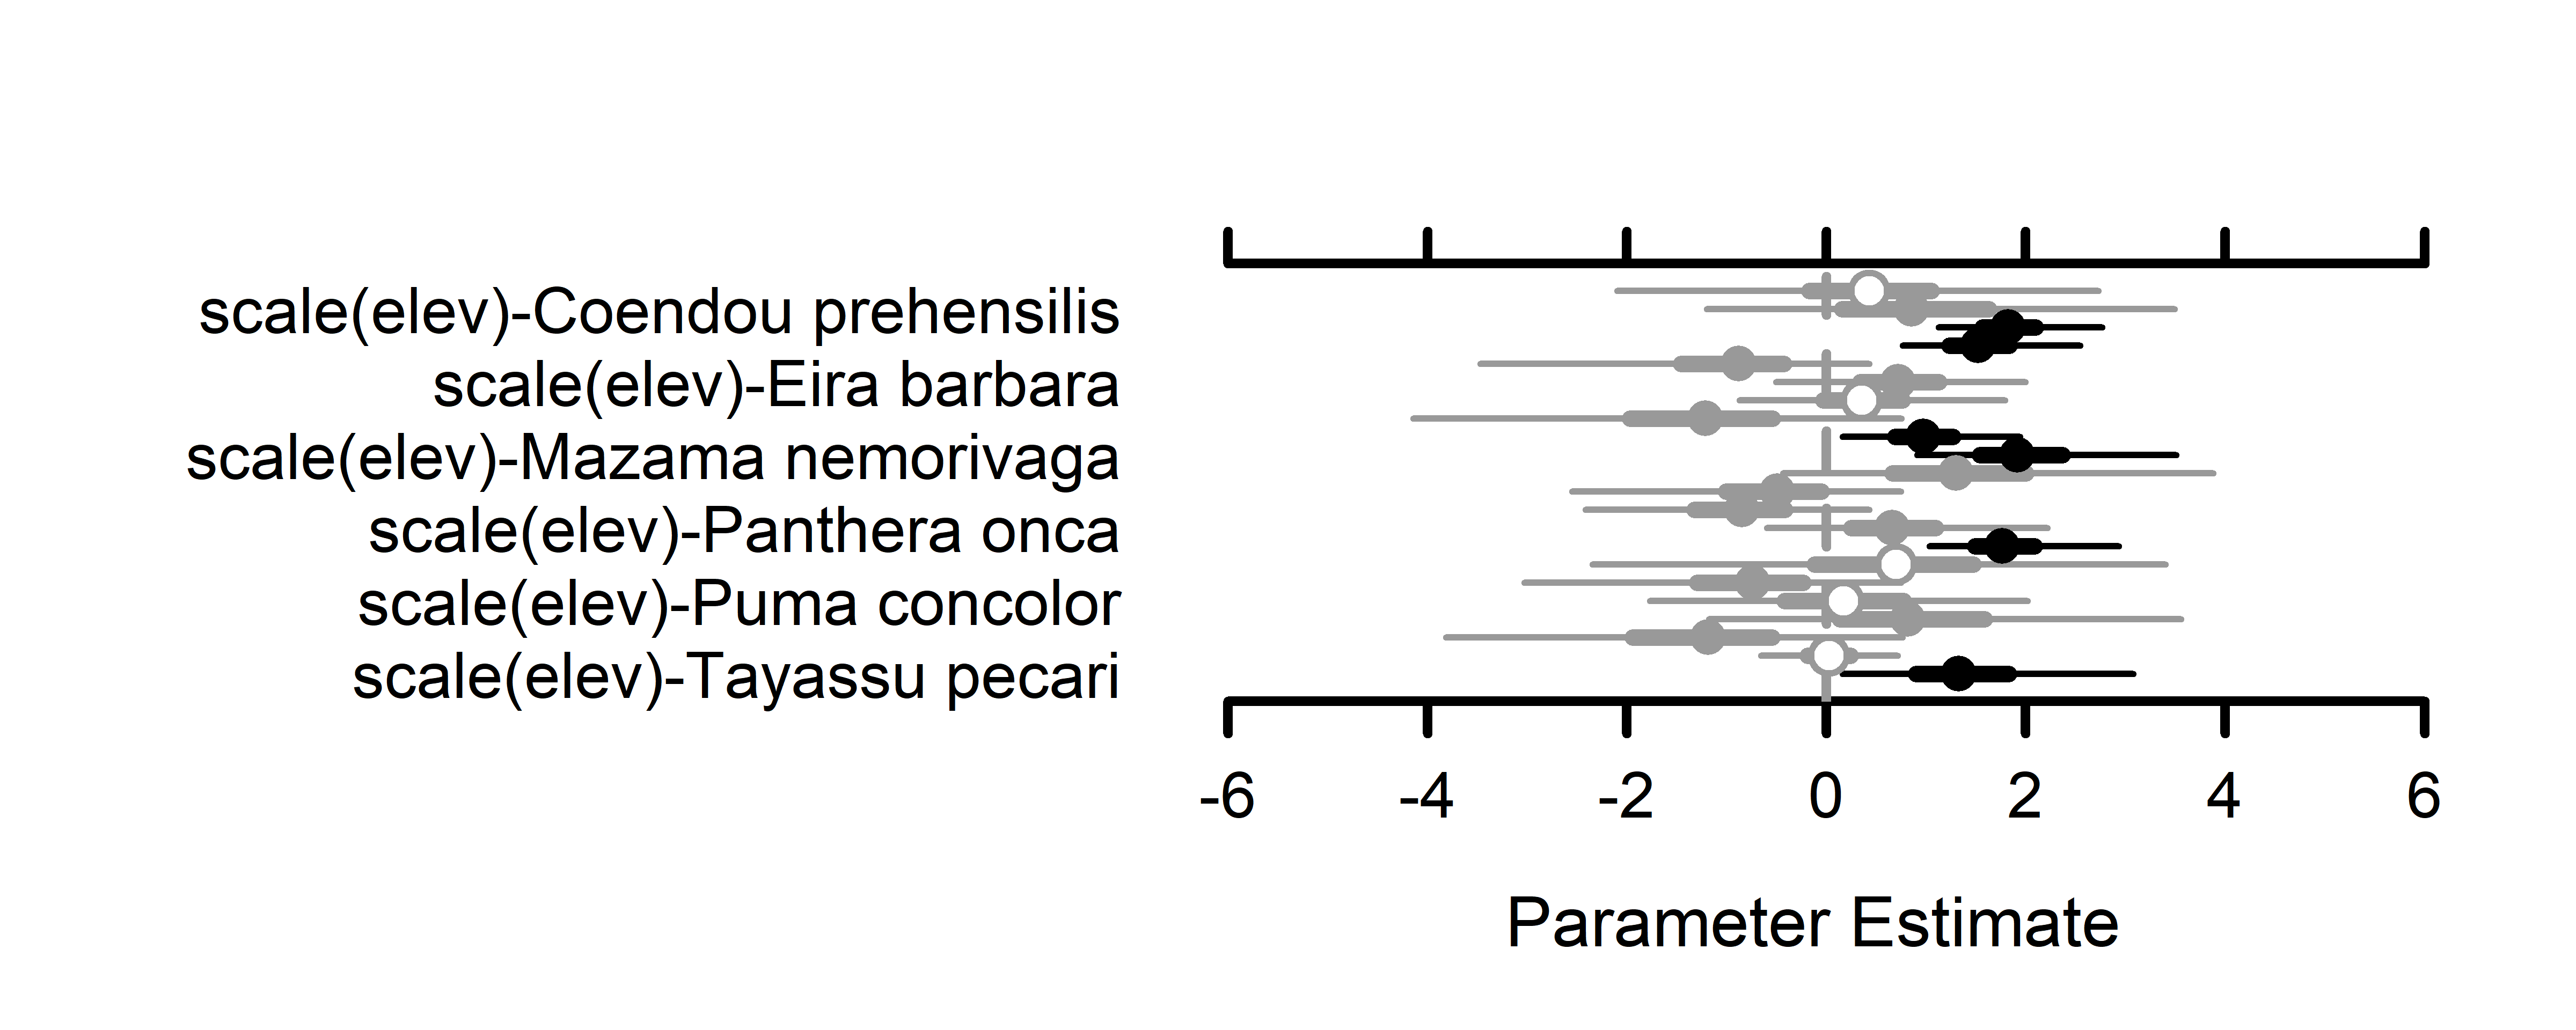 scale(elev)-Coendou prehensilis
scale(elev)-Eira barbara
scale(elev)-Mazama nemorivaga
scale(elev)-Panthera onca
scale(elev)-Puma concolor
scale(elev)-Tayassu pecari
-6 -4 -2 0 2 4 6
Parameter Estimate